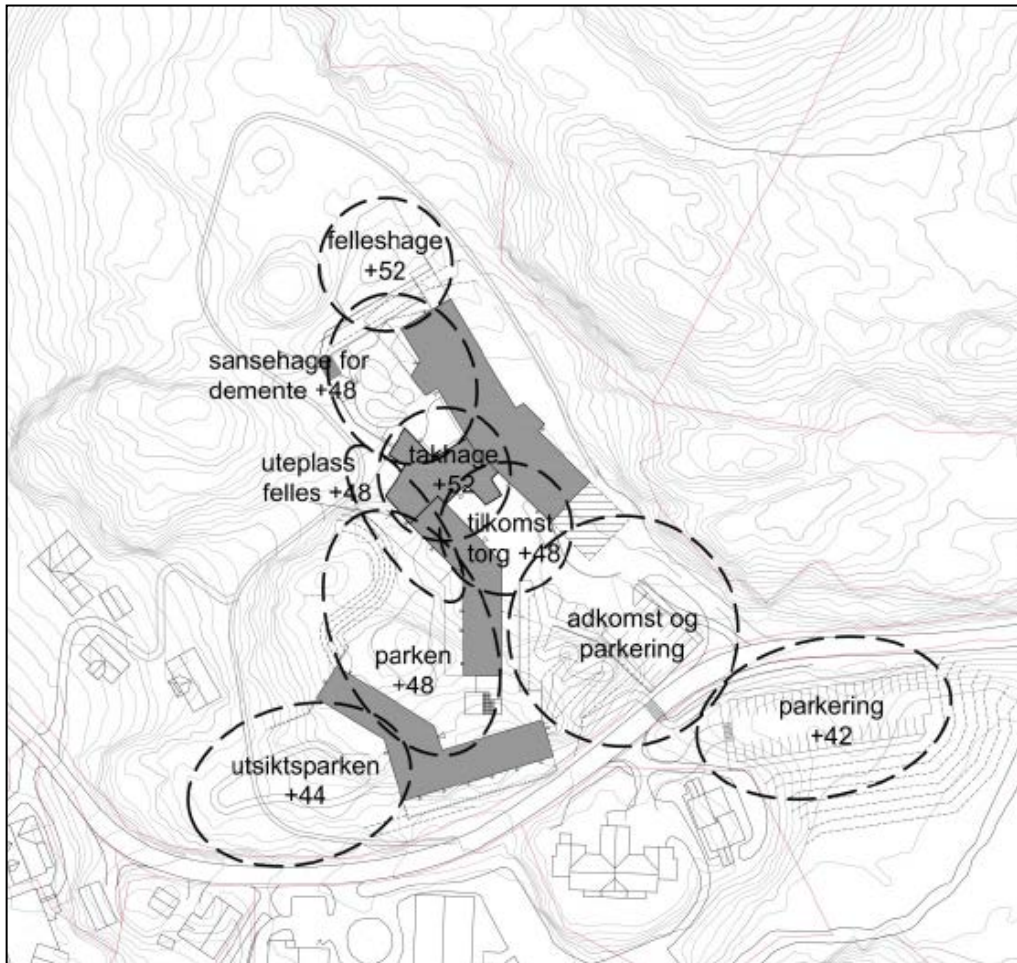 felleshage
+52
sansehage for
demente +48
takhage
+52
uteplass
felles +48
tilkomst
torg +48
adkomst og
parkering
parken
+48
parkering
+42
utsiktsparken
+44